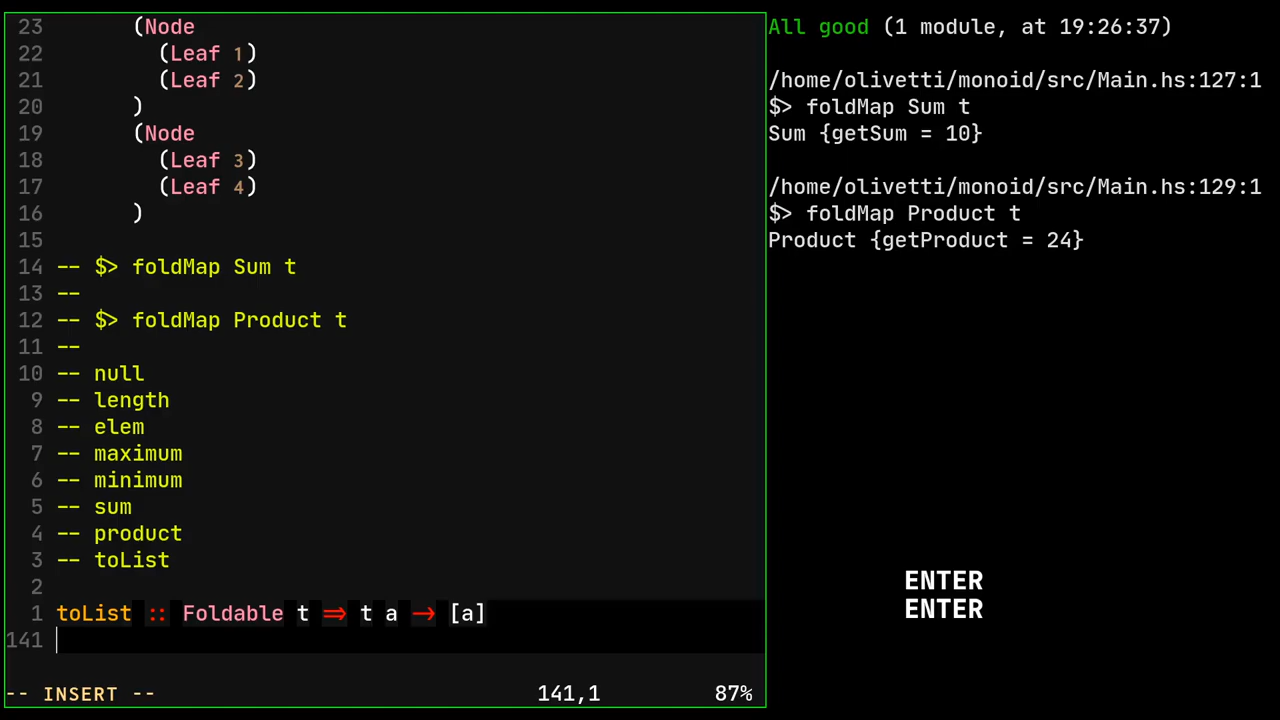 23       (Node
22         (Leaf 1)
21         (Leaf 2)
20       )
19       (Node
18         (Leaf 3)
17         (Leaf 4)
16       )
15
14 -- $> foldMap Sum t
13 --
12 -- $> foldMap Product t
11 --
10 -- null
9 -- length
8 -- elem
7 -- maximum
6 -- minimum
5 -- sum
4 -- product
3 -- toList
2
1 toList :: Foldable t => t a -> [a]
141
-- INSERT -- 141,1 87%
All good (1 module, at 19:26:37)
/home/olivetti/monoid/src/Main.hs:127:1
$> foldMap Sum t
Sum {getSum = 10}
/home/olivetti/monoid/src/Main.hs:129:1
$> foldMap Product t
Product {getProduct = 24}
ENTER
ENTER